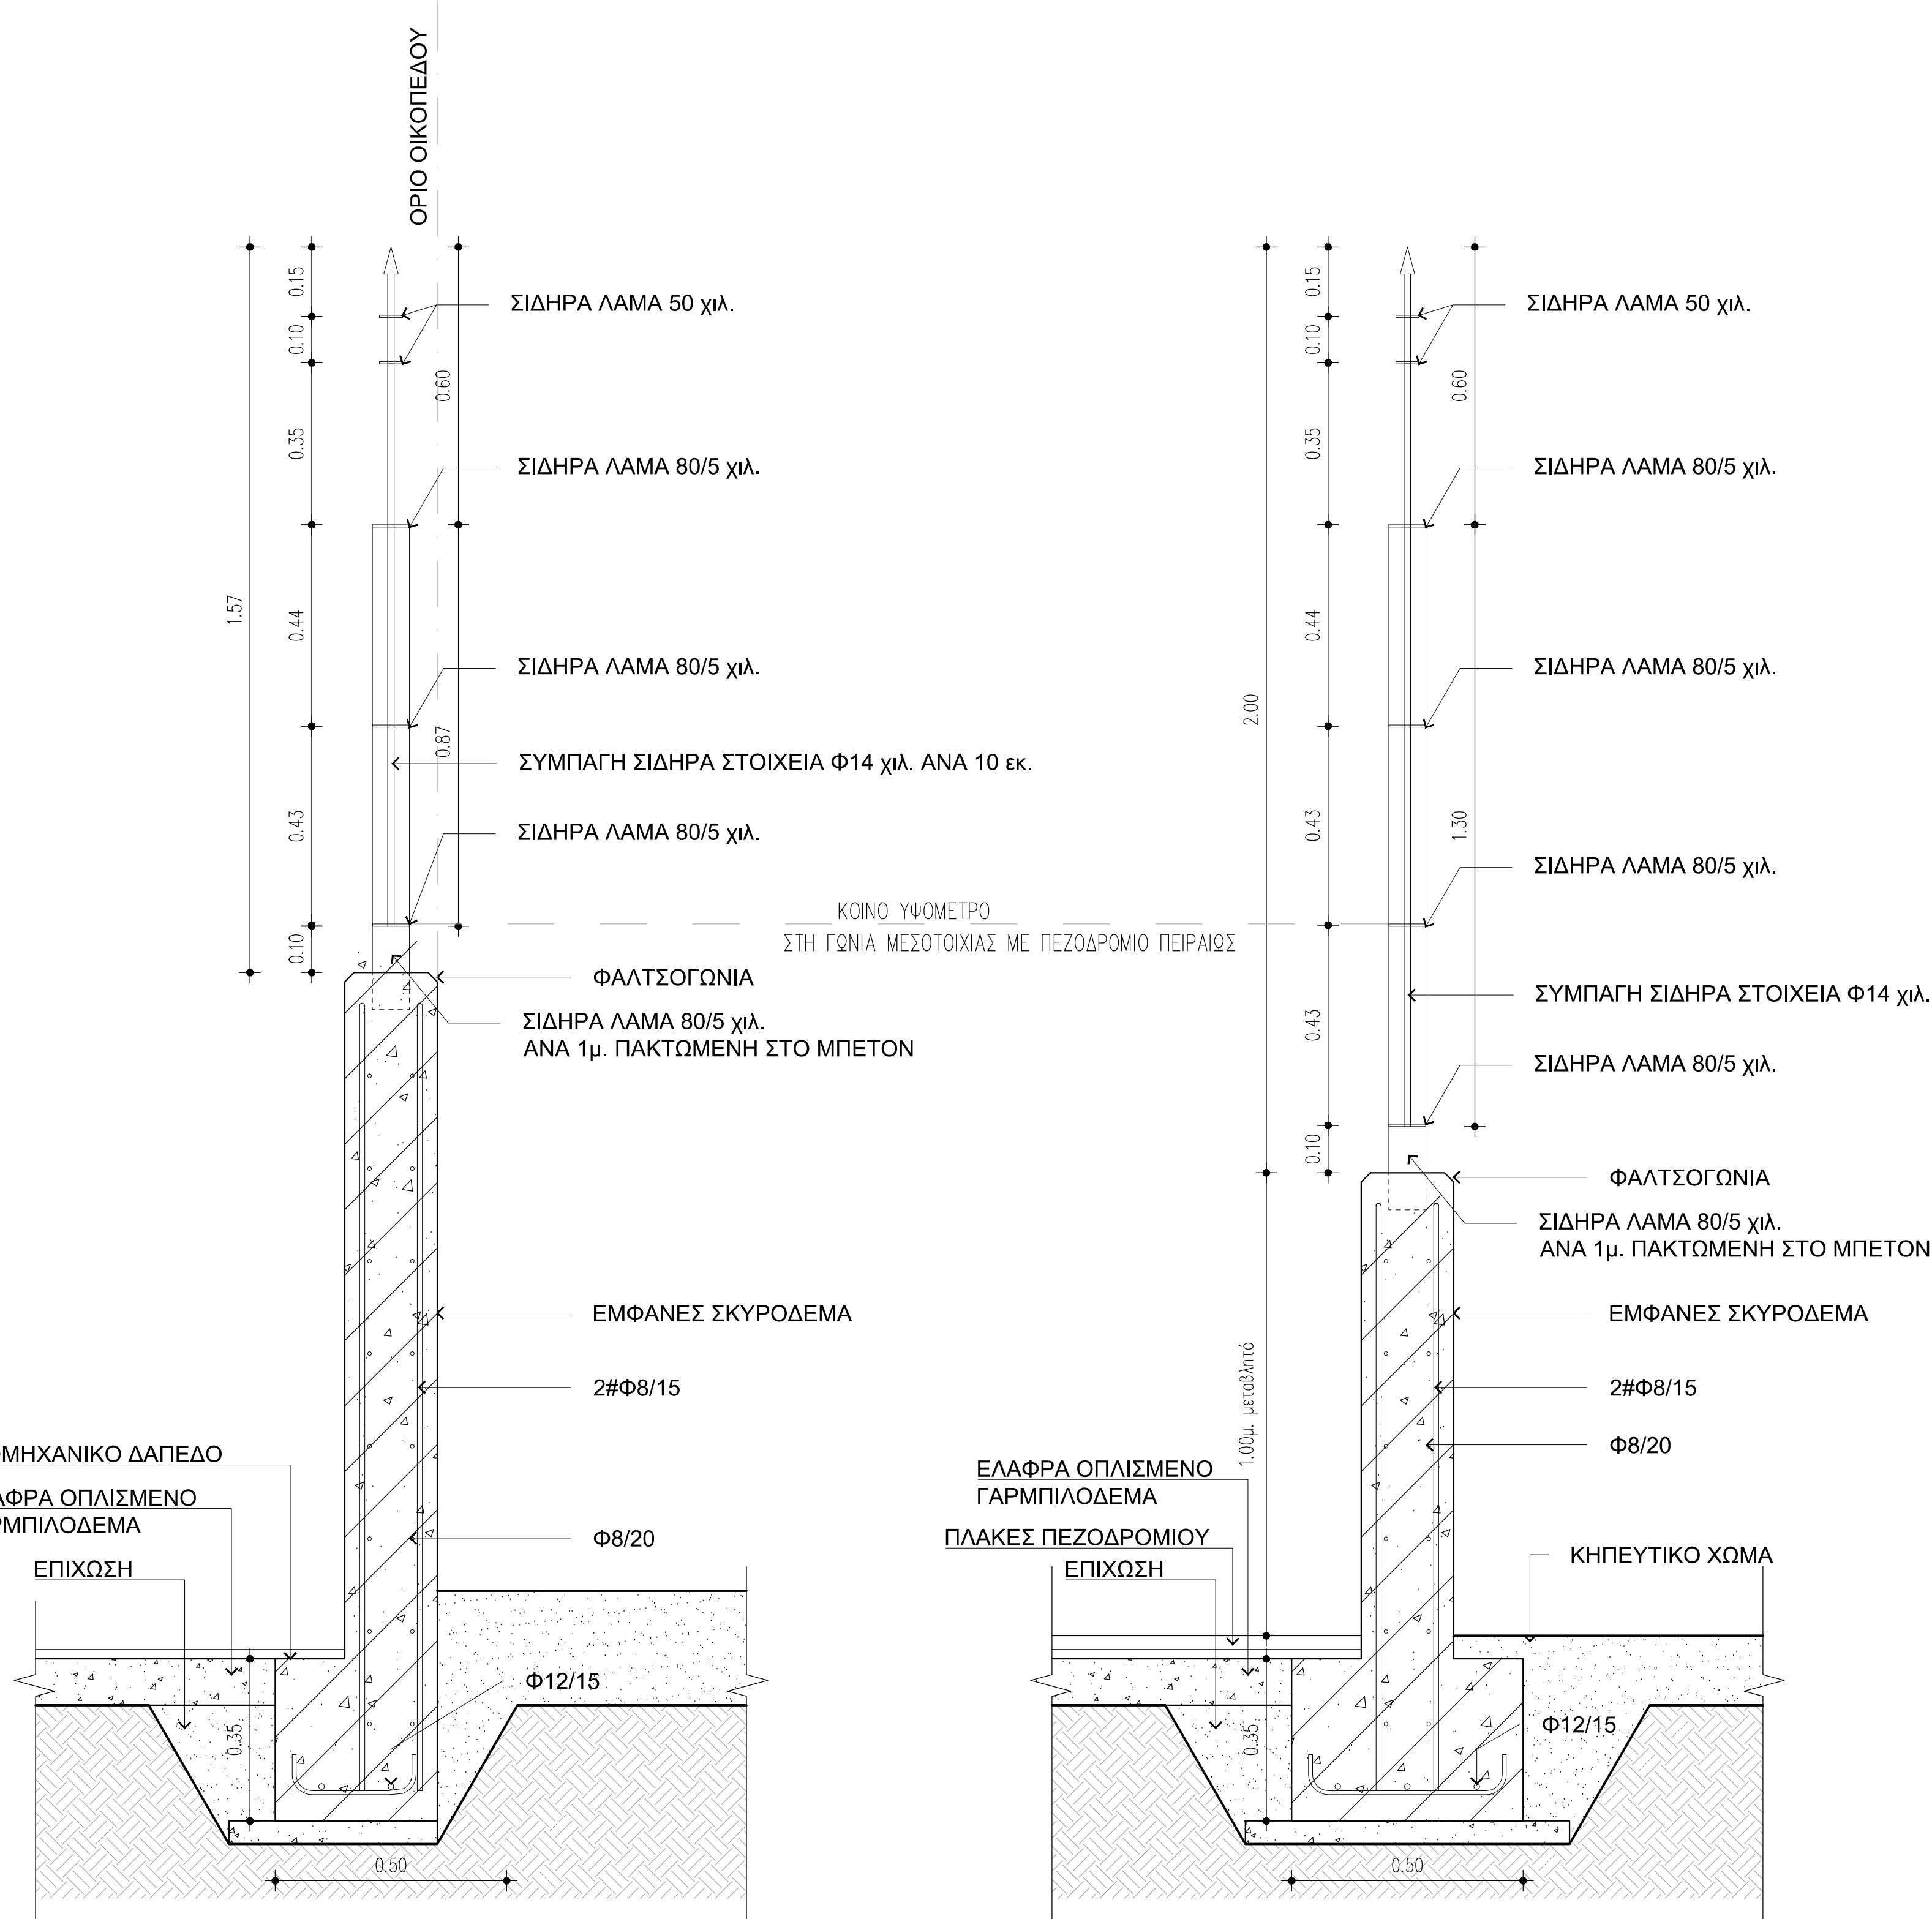 ΟΡΙΟ ΟΙΚΟΠΕΔΟΥ
0.15
0.10
0.35
0.44
0.43
0.10
1.57
0.60
0.87
ΣΙΔΗΡΑ ΛΑΜΑ 50 χιλ.
ΣΙΔΗΡΑ ΛΑΜΑ 80/5 χιλ.
ΣΙΔΗΡΑ ΛΑΜΑ 80/5 χιλ.
ΣΥΜΠΑΓΗ ΣΙΔΗΡΑ ΣΤΟΙΧΕΙΑ Φ14 χιλ. ΑΝΑ 10 εκ.
ΣΙΔΗΡΑ ΛΑΜΑ 80/5 χιλ.
ΚΟΙΝΟ ΥΨΟΜΕΤΡΟ
ΣΤΗ ΓΩΝΙΑ ΜΕΣΟΤΟΙΧΙΑΣ ΜΕ ΠΕΖΟΔΡΟΜΙΟ ΠΕΙΡΑΙΩΣ
ΦΑΛΤΣΟΓΩΝΙΑ
ΣΙΔΗΡΑ ΛΑΜΑ 80/5 χιλ.
ΑΝΑ 1μ. ΠΑΚΤΩΜΕΝΗ ΣΤΟ ΜΠΕΤΟΝ
ΕΜΦΑΝΕΣ ΣΚΥΡΟΔΕΜΑ
2#Φ8/15
Φ8/20
ΟΜΗΧΑΝΙΚΟ ΔΑΠΕΔΟ
ΑΦΡΑ ΟΠΛΙΣΜΕΝΟ
ΡΜΠΙΛΟΔΕΜΑ
ΕΠΙΧΩΣΗ
Φ12/15
0.35
0.50
0.15
0.10
0.35
0.44
0.43
0.43
0.10
2.00
1.00μ. μεταβλητό
0.60
1.30
ΣΙΔΗΡΑ ΛΑΜΑ 50 χιλ.
ΣΙΔΗΡΑ ΛΑΜΑ 80/5 χιλ.
ΣΙΔΗΡΑ ΛΑΜΑ 80/5 χιλ.
ΣΙΔΗΡΑ ΛΑΜΑ 80/5 χιλ.
ΣΥΜΠΑΓΗ ΣΙΔΗΡΑ ΣΤΟΙΧΕΙΑ Φ14 χιλ.
ΣΙΔΗΡΑ ΛΑΜΑ 80/5 χιλ.
ΦΑΛΤΣΟΓΩΝΙΑ
ΣΙΔΗΡΑ ΛΑΜΑ 80/5 χιλ.
ΑΝΑ 1μ. ΠΑΚΤΩΜΕΝΗ ΣΤΟ ΜΠΕΤΟΝ
ΕΜΦΑΝΕΣ ΣΚΥΡΟΔΕΜΑ
2#Φ8/15
Φ8/20
ΕΛΑΦΡΑ ΟΠΛΙΣΜΕΝΟ
ΓΑΡΜΠΙΛΟΔΕΜΑ
ΠΛΑΚΕΣ ΠΕΖΟΔΡΟΜΙΟΥ
ΕΠΙΧΩΣΗ
ΚΗΠΕΥΤΙΚΟ ΧΩΜΑ
Φ12/15
0.35
0.50